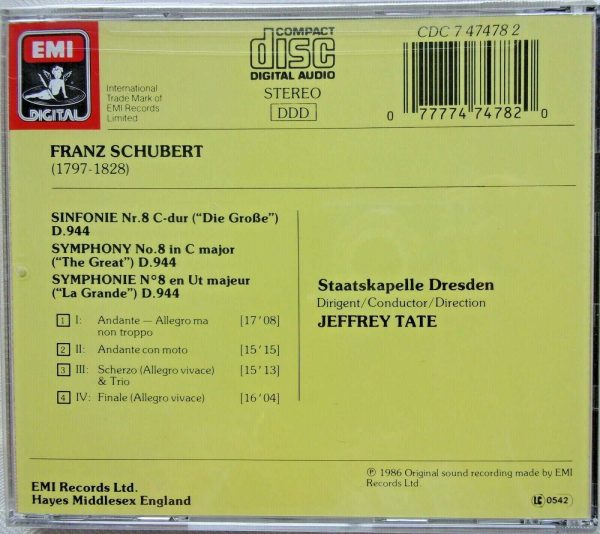 EMI
DIGITAL
International
Trade Mark of
EMI Records
Limited
COMPACT
disc
DIGITAL AUDIO
STEREO
DDD
CDC 7 47478 2
0 77774 74782 0
FRANZ SCHUBERT
(1797-1828)
SINFONIE Nr.8 C-dur (“Die Große”)
D.944
SYMPHONY No.8 in C major
(“The Great”) D.944
SYMPHONIE N°8 en Ut majeur
(“La Grande”) D.944
1 I: Andante — Allegro ma [17'08]
non troppo
2 II: Andante con moto [15'15]
3 III: Scherzo (Allegro vivace) [15'13]
& Trio
4 IV: Finale (Allegro vivace) [16'04]
Staatskapelle Dresden
Dirigent/Conductor/Direction
JEFFREY TATE
℗ 1986 Original sound recording made by EMI
Records Ltd.
EMI Records Ltd.
Hayes Middlesex England
LC 0542